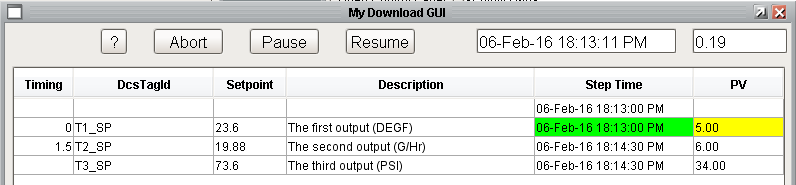 My Download GUI
? Abort Pause Resume 06-Feb-16 18:13:11 PM 0.19
Timing DcsTagId Setpoint Description Step Time PV
06-Feb-16 18:13:00 PM
0 T1_SP 23.6 The first output (DEGF) 06-Feb-16 18:13:00 PM 5.00
1.5 T2_SP 19.88 The second output (G/Hr) 06-Feb-16 18:14:30 PM 6.00
T3_SP 73.6 The third output (PSI) 06-Feb-16 18:14:30 PM 34.00